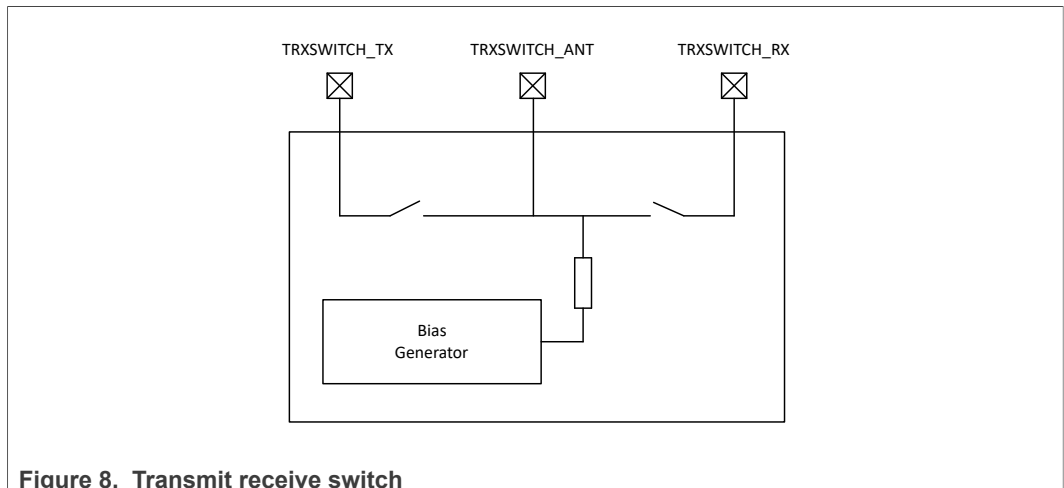 TRXSWITCH_TX TRXSWITCH_ANT TRXSWITCH_RX
Bias
Generator
Figure 8. Transmit receive switch